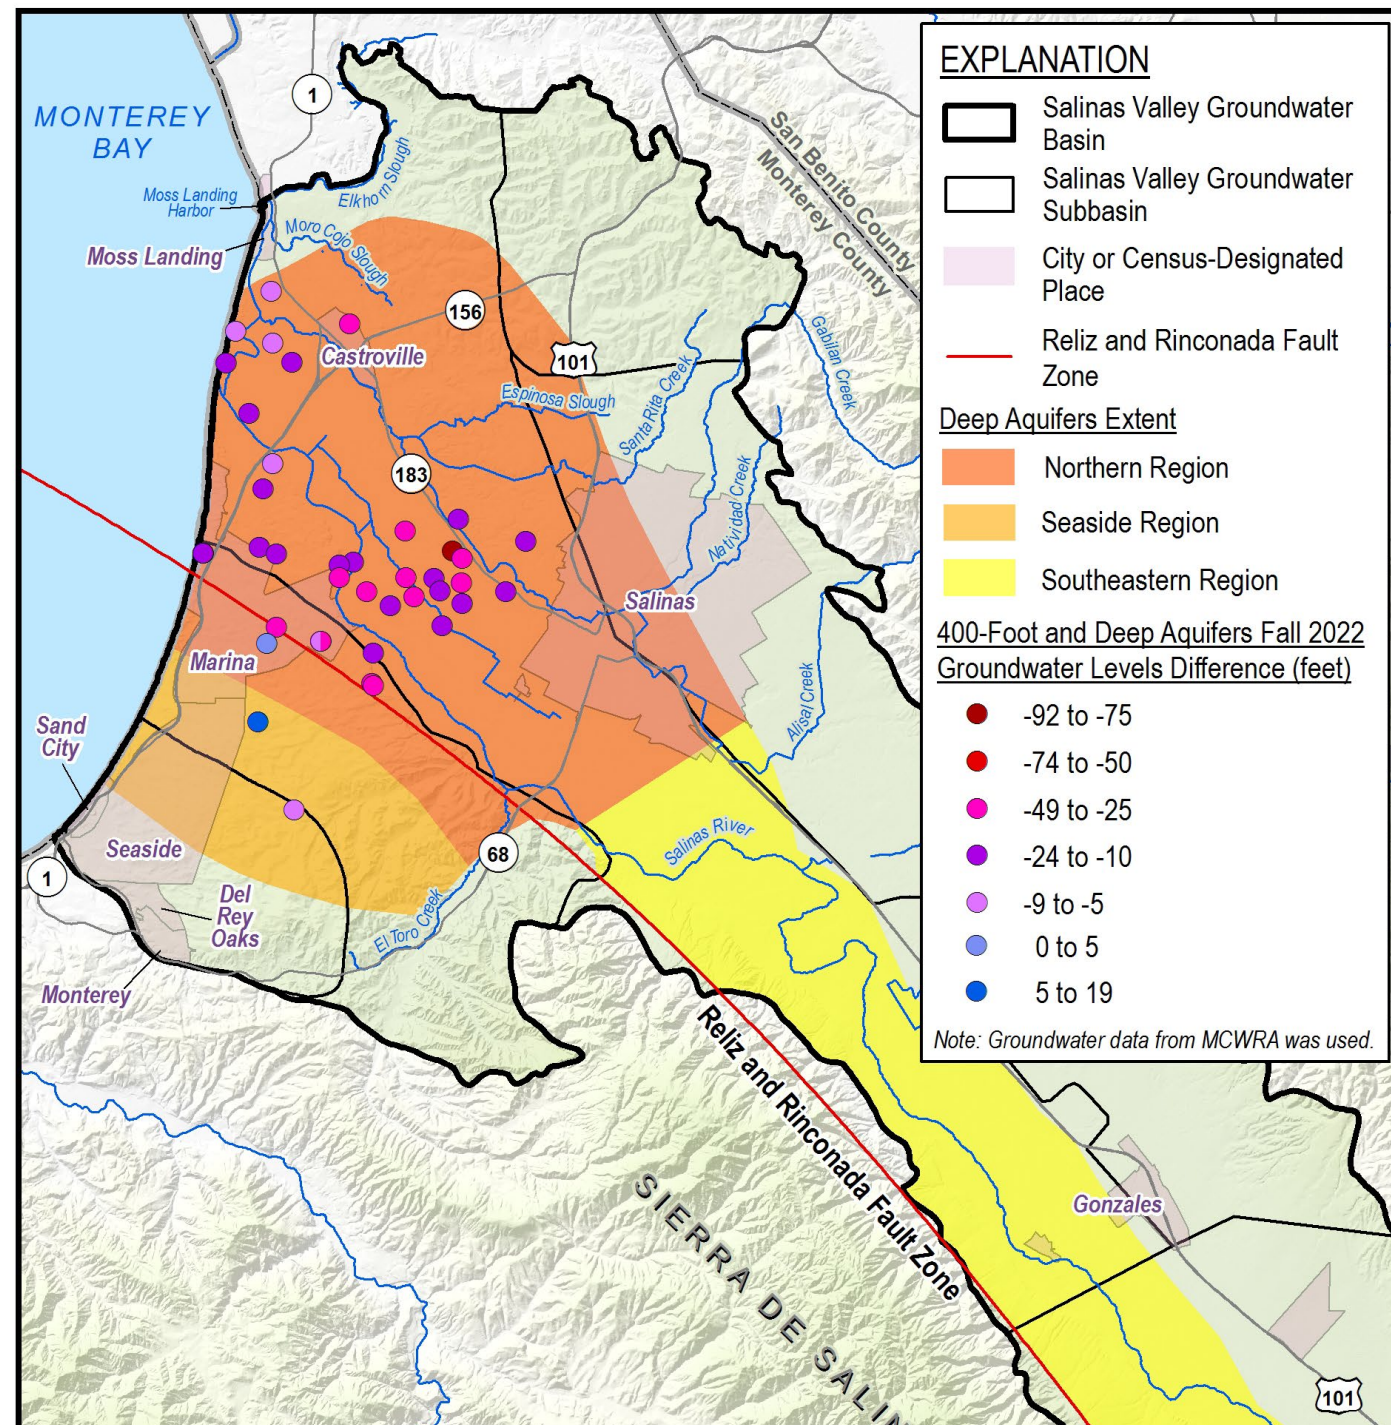 MONTEREY
BAY
1
Moss Landing
Harbor
Moss Landing
Elkhorn Slough
Moro Cojo Slough
San Benito County
Monterey County
156
101
Castroville
Gabilan Creek
Espinosa Slough
Santa Rita Creek
183
Natividad Creek
Salinas
Marina
Alisal Creek
Sand
City
Seaside
68
Salinas River
1
Del
Rey
Oaks
El Toro Creek
Monterey
Reliz and Rinconada Fault Zone
SIERRA DE SALIN
Gonzales
101
EXPLANATION
Salinas Valley Groundwater
Basin
Salinas Valley Groundwater
Subbasin
City or Census-Designated
Place
Reliz and Rinconada Fault
Zone
Deep Aquifers Extent
Northern Region
Seaside Region
Southeastern Region
400-Foot and Deep Aquifers Fall 2022
Groundwater Levels Difference (feet)
-92 to -75
-74 to -50
-49 to -25
-24 to -10
-9 to -5
0 to 5
5 to 19
Note: Groundwater data from MCWRA was used.